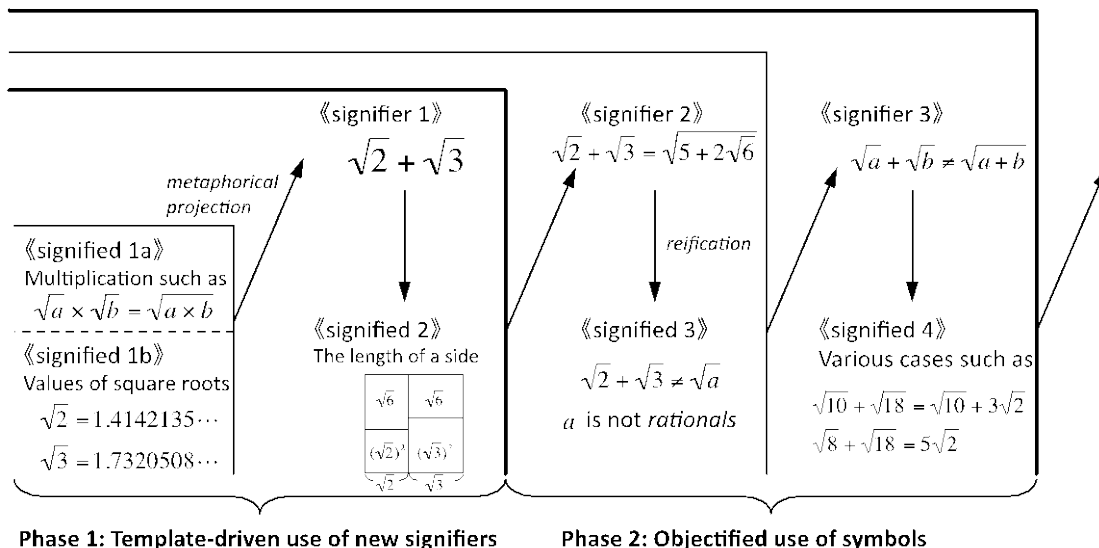 《signifier 1》
√2 + √3
《signifier 2》
√2 + √3 = √(5 + 2√6)
《signifier 3》
√a + √b ≠ √(a + b)
metaphorical
projection
reification
《signified 1a》
Multiplication such as
√a × √b = √(a × b)
《signified 1b》
Values of square roots
√2 = 1.4142135⋯
√3 = 1.7320508⋯
《signified 2》
The length of a side
√6 √6
(√2)² (√3)²
√2 √3
《signified 3》
√2 + √3 ≠ √a
a is not rationals
《signified 4》
Various cases such as
√10 + √18 = √10 + 3√2
√8 + √18 = 5√2
Phase 1: Template-driven use of new signifiers
Phase 2: Objectified use of symbols